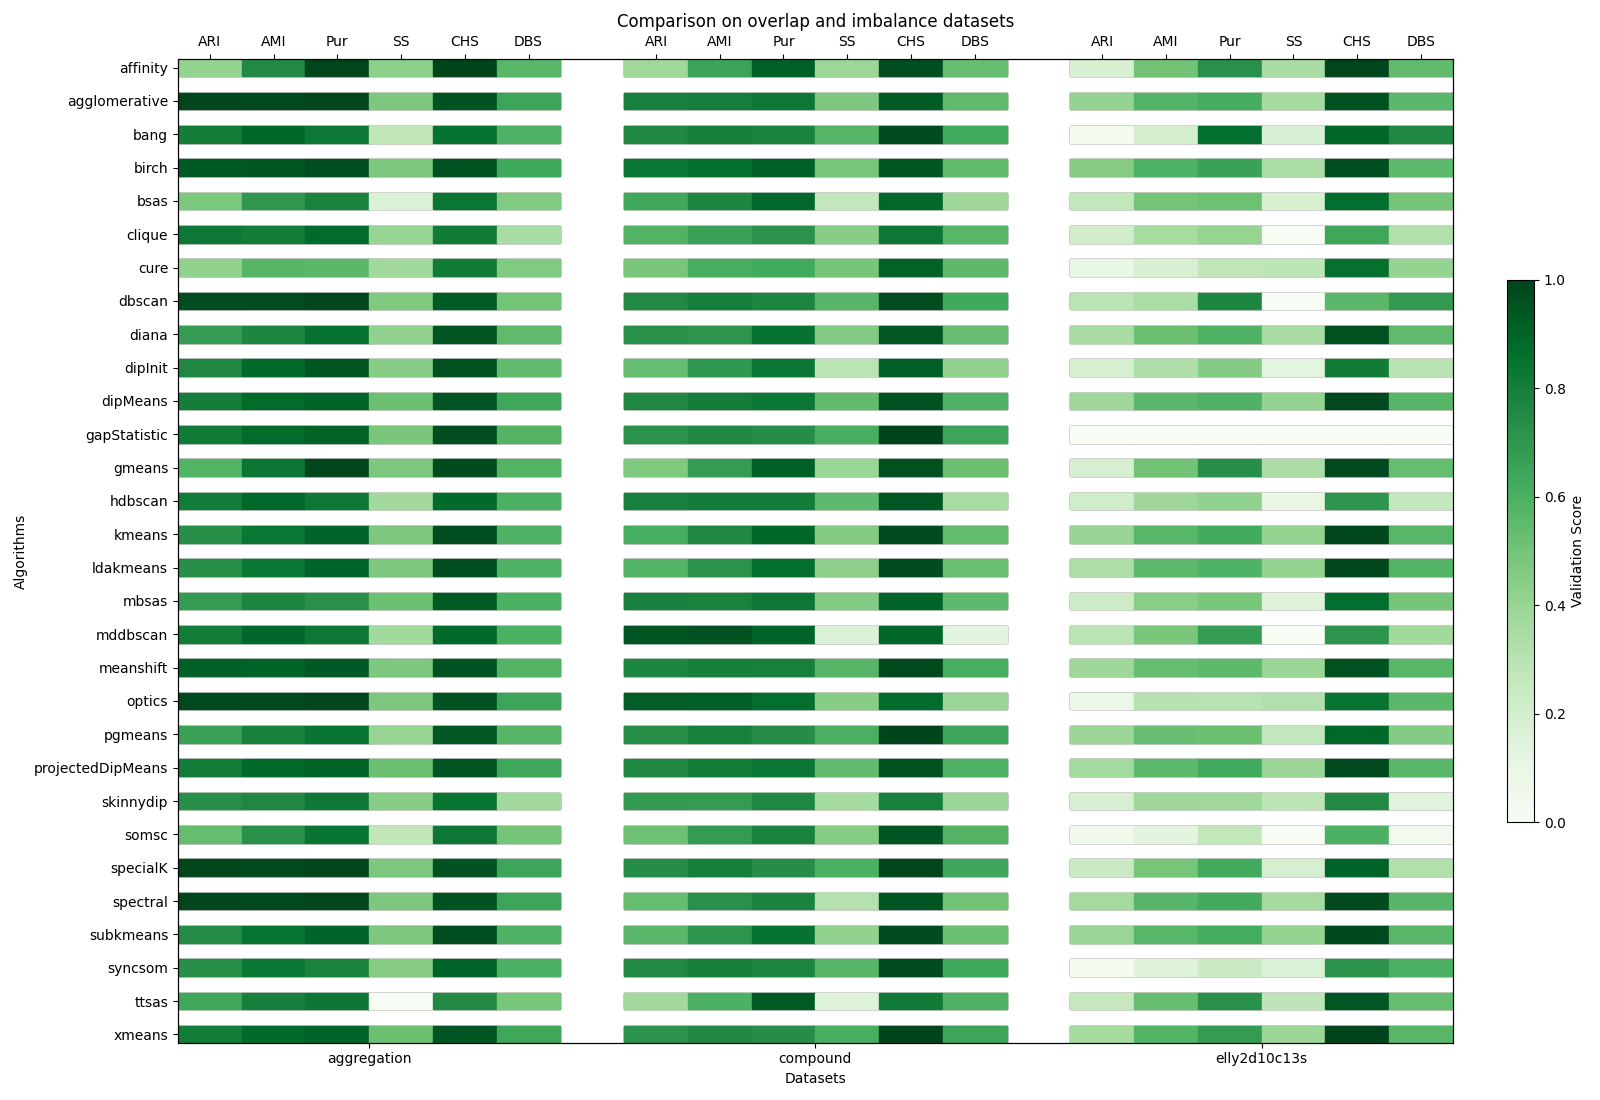 Comparison on overlap and imbalance datasets
ARI AMI Pur SS CHS DBS ARI AMI Pur SS CHS DBS ARI AMI Pur SS CHS DBS
affinity
agglomerative
bang
birch
bsas
clique
cure
dbscan
diana
dipInit
dipMeans
gapStatistic
gmeans
hdbscan
kmeans
ldakmeans
mbsas
mddbscan
meanshift
optics
pgmeans
projectedDipMeans
skinnydip
somsc
specialK
spectral
subkmeans
syncsom
ttsas
xmeans
Algorithms
aggregation compound elly2d10c13s
Datasets
1.0
0.8
0.6
0.4
0.2
0.0
Validation Score